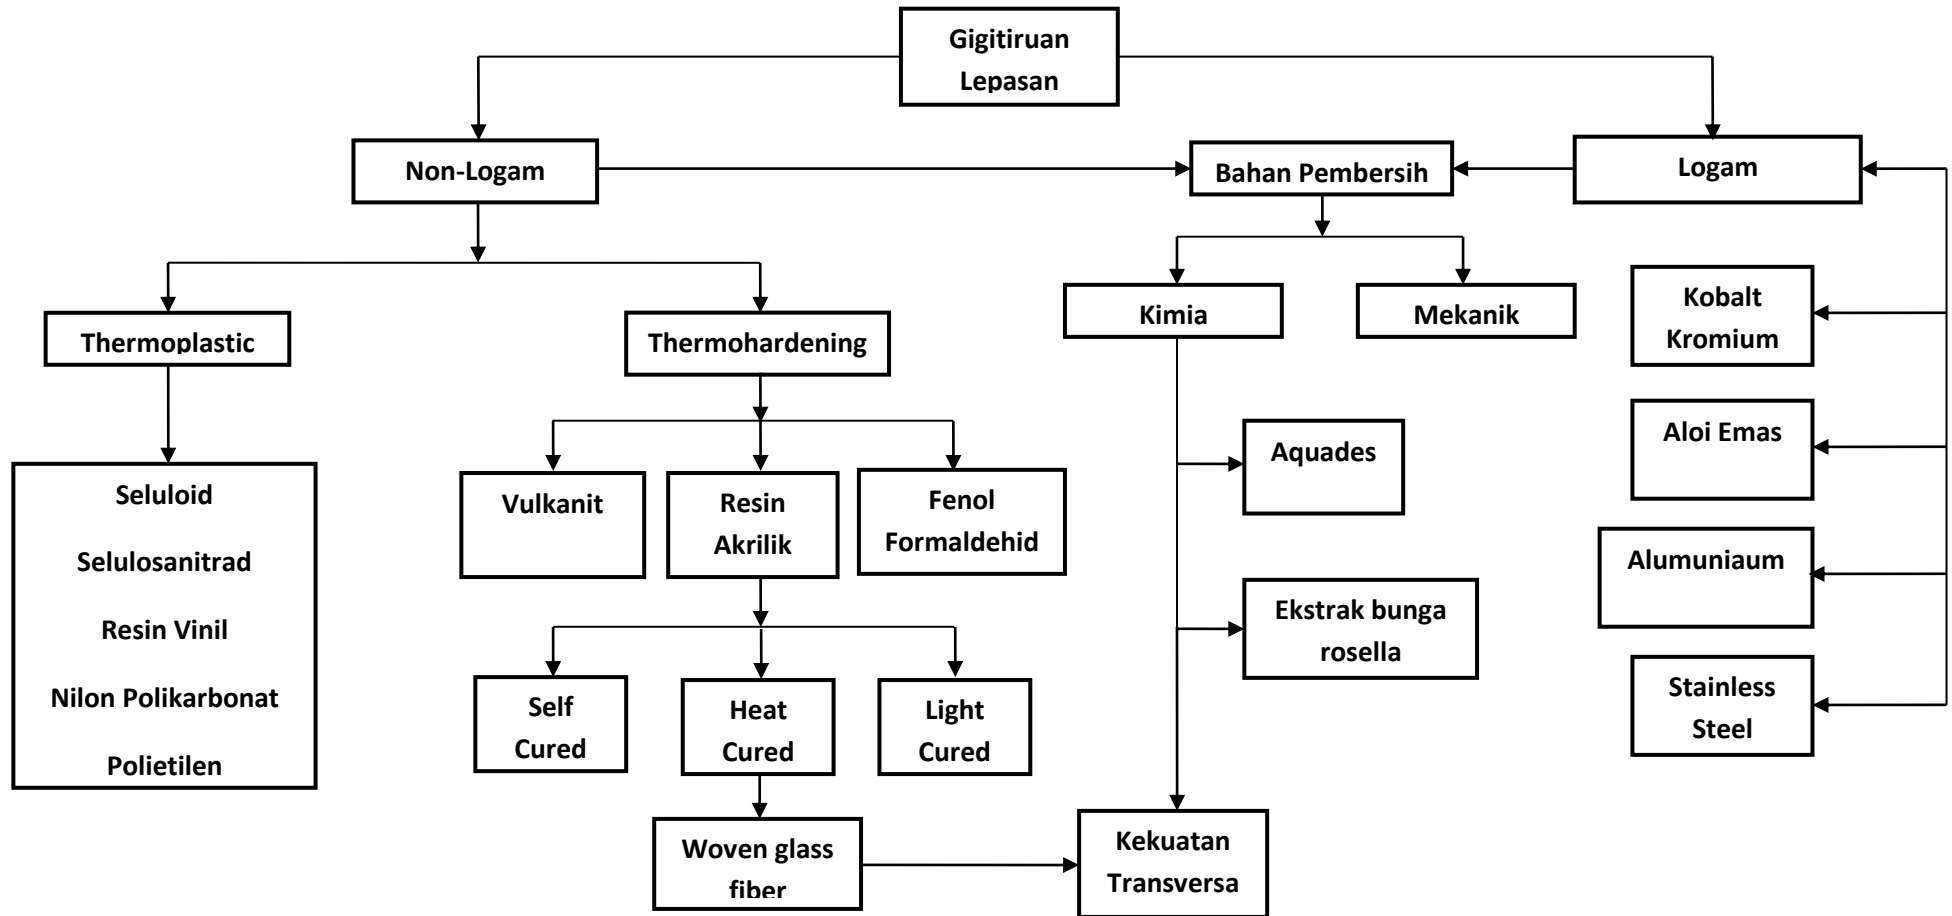 Gigitiruan
Lepasan
Non-Logam
Bahan Pembersih
Logam
Thermoplastic
Thermohardening
Kimia
Mekanik
Kobalt
Kromium
Seluloid
Selulosanitrad
Resin Vinil
Nilon Polikarbonat
Polietilen
Vulkanit
Resin
Akrilik
Fenol
Formaldehid
Aquades
Aloi Emas
Alumuniaum
Ekstrak bunga
rosella
Self
Cured
Heat
Cured
Light
Cured
Stainless
Steel
Woven glass
fiber
Kekuatan
Transversa